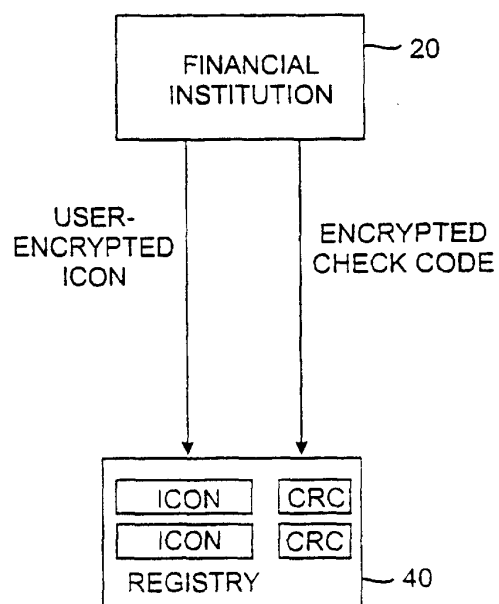 FINANCIAL
INSTITUTION
20
USER-
ENCRYPTED
ICON
ENCRYPTED
CHECK CODE
ICON CRC
ICON CRC
REGISTRY
40